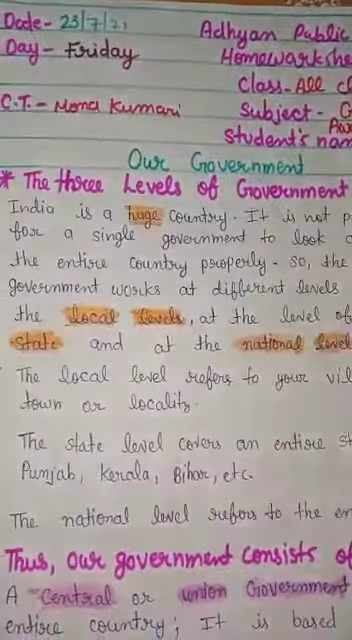 Date- 23/7/21
Adhyan Public
Day- Friday
Homework She
Class- All cl
C.T.- Mona Kumari
Subject-
Student's nam
Our Government
* The three Levels of Government
India is a huge country. It is not p
for a single government to look
the entire country properly. So, the
government works at different levels
the local levels, at the level of
state and at the national level
The local level refers to your vil
town or locality.
The state level covers an entire st
Punjab, Kerala, Bihar, etc.
The national level refers to the en
Thus, our government consists of
A central or union Government
entire country; It is based